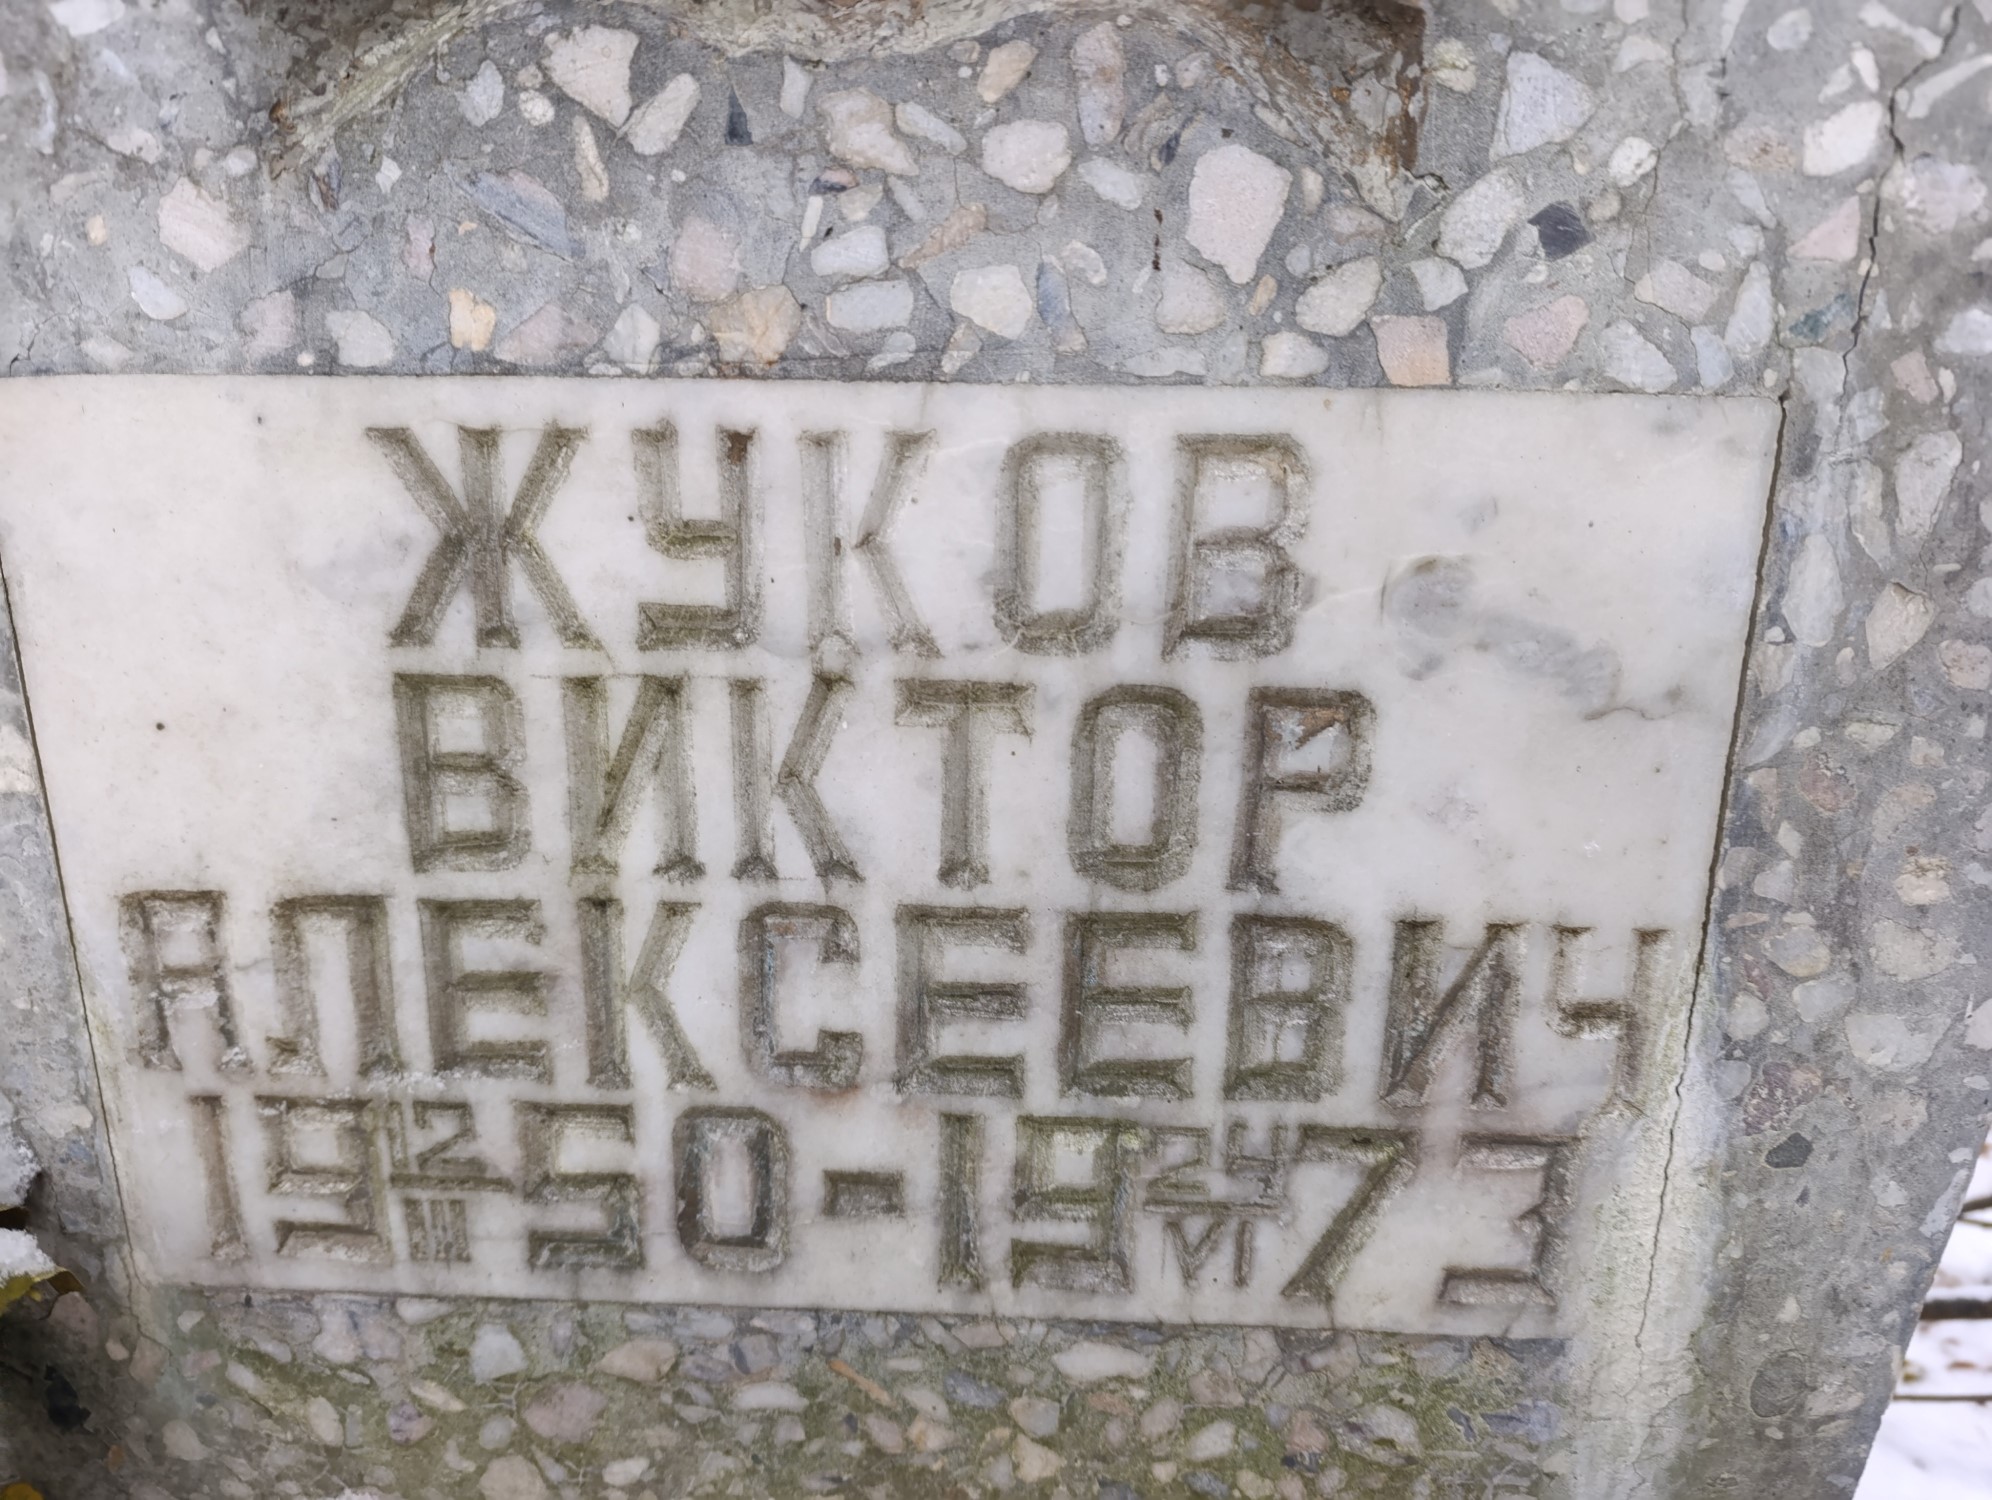 ЖУКОВ
ВИКТОР
АЛЕКСЕЕВИЧ
19 12/III 50 - 19 24/VI 73